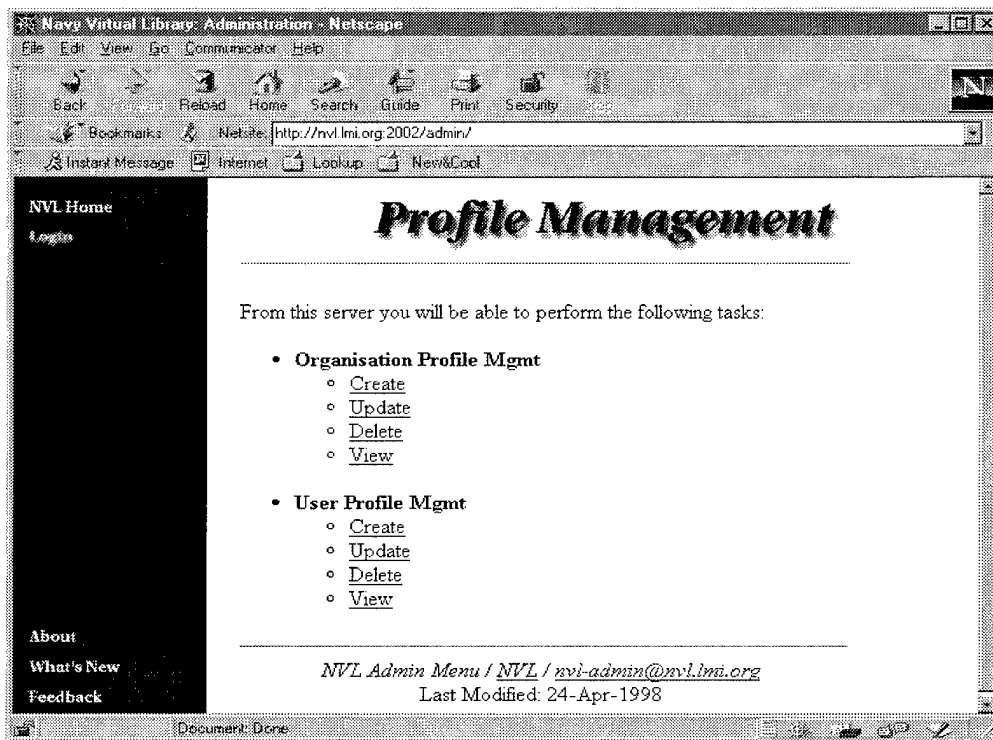 Navy Virtual Library: Administration - Netscape
File Edit View Go Communicator Help
Back Reload Home Search Guide Print Security
Bookmarks Netsite: http://nvl.lmi.org:2002/admin/
Instant Message Internet Lookup New&Cool
NVL Home
Login
Profile Management
From this server you will be able to perform the following tasks:
• Organisation Profile Mgmt
Create
Update
Delete
View
• User Profile Mgmt
Create
Update
Delete
View
About
What's New
Feedback
NVL Admin Menu / NVL / nvl-admin@nvl.lmi.org
Last Modified: 24-Apr-1998
Document: Done